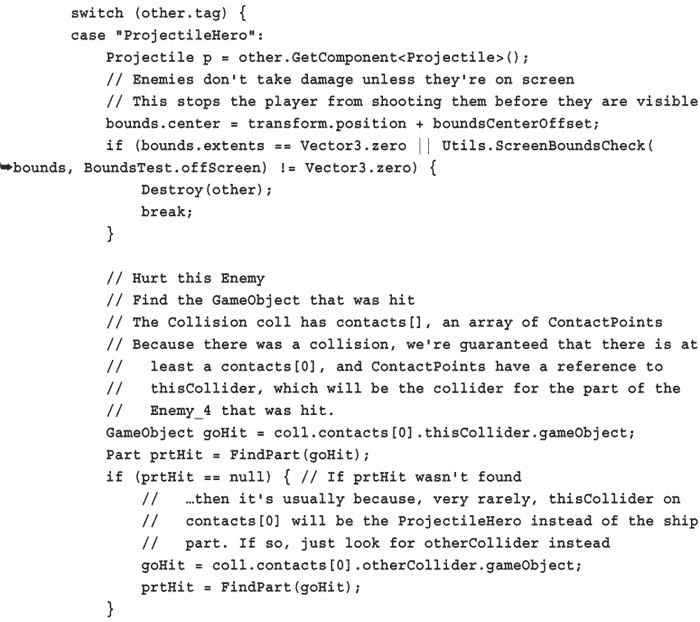 switch (other.tag) {
case "ProjectileHero":
Projectile p = other.GetComponent<Projectile>();
// Enemies don't take damage unless they're on screen
// This stops the player from shooting them before they are visible
bounds.center = transform.position + boundsCenterOffset;
if (bounds.extents == Vector3.zero || Utils.ScreenBoundsCheck(
➥bounds, BoundsTest.offScreen) != Vector3.zero) {
Destroy(other);
break;
}
// Hurt this Enemy
// Find the GameObject that was hit
// The Collision coll has contacts[], an array of ContactPoints
// Because there was a collision, we're guaranteed that there is at
//   least a contacts[0], and ContactPoints have a reference to
//   thisCollider, which will be the collider for the part of the
//   Enemy_4 that was hit.
GameObject goHit = coll.contacts[0].thisCollider.gameObject;
Part prtHit = FindPart(goHit);
if (prtHit == null) { // If prtHit wasn't found
//   …then it's usually because, very rarely, thisCollider on
//   contacts[0] will be the ProjectileHero instead of the ship
//   part. If so, just look for otherCollider instead
goHit = coll.contacts[0].otherCollider.gameObject;
prtHit = FindPart(goHit);
}